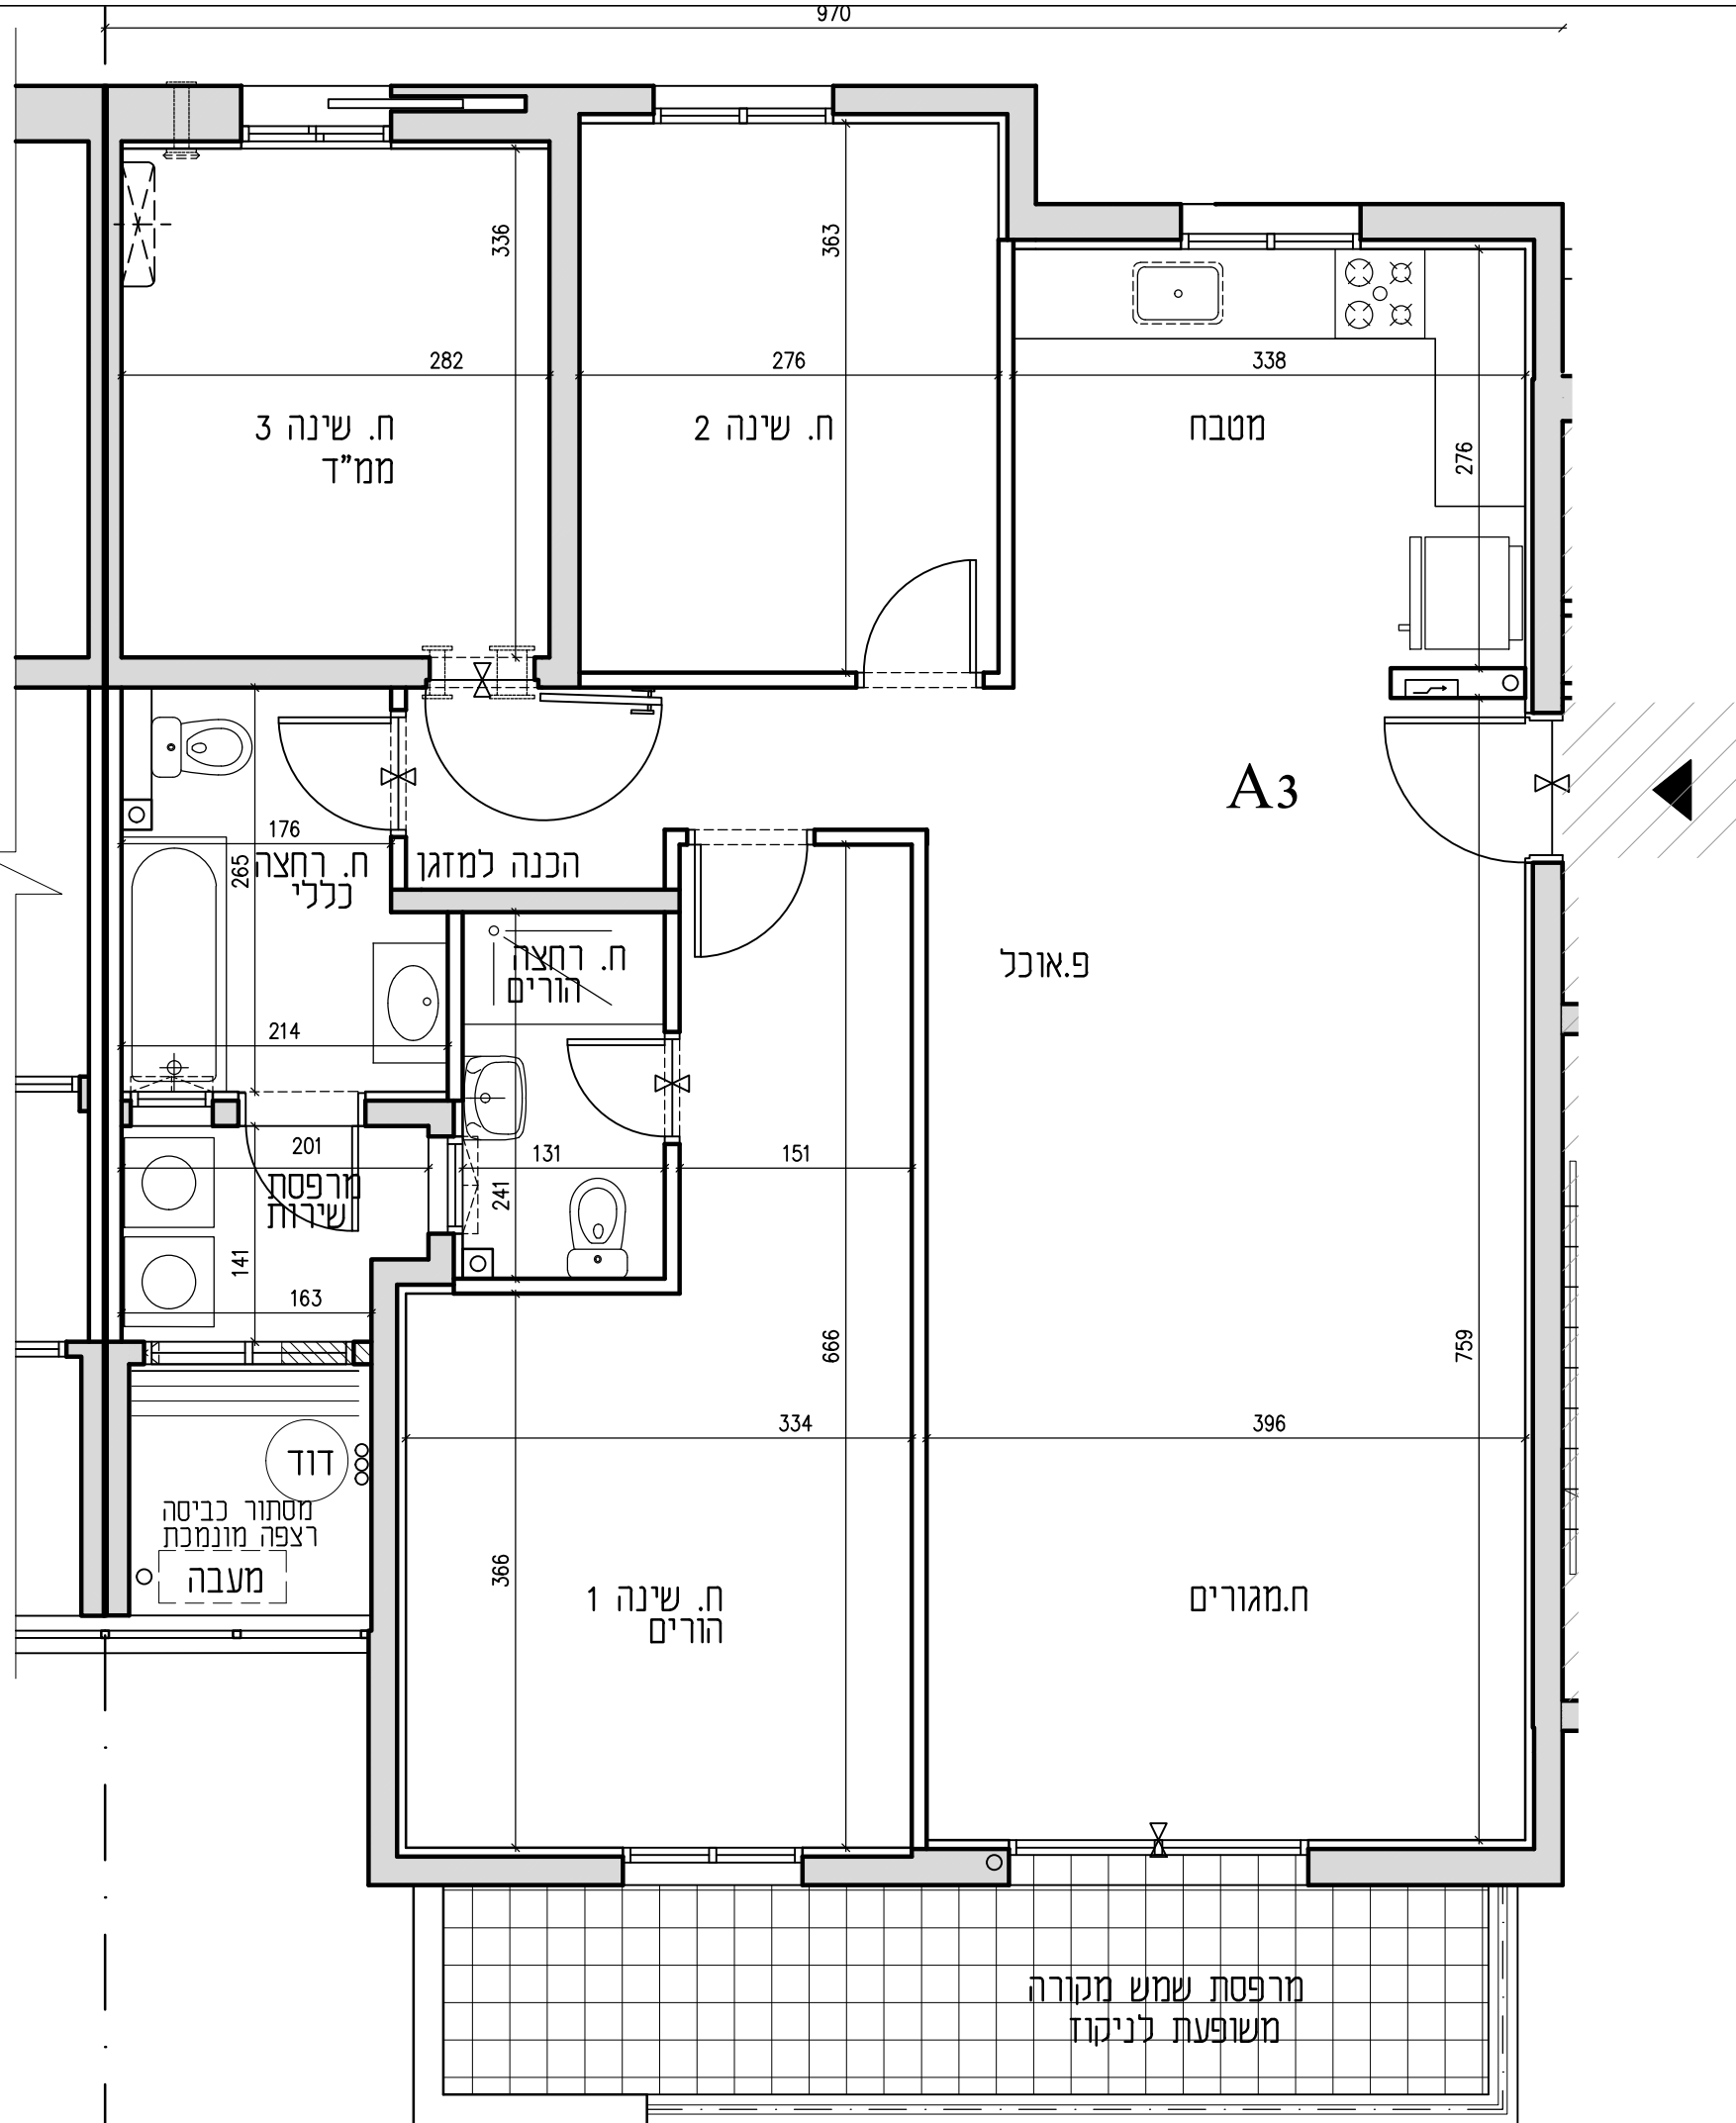 970
336
363
282
276
338
ח. שינה 3
ממ"ד
ח. שינה 2
מטבח
276
A3
176
265
ח. רחצה
כללי
הכנה למזגן
ח. רחצה
הורים
פ.אוכל
214
201
131
151
מרפסת
שירות
241
141
163
666
759
334
396
דוד
מסתור כביסה
רצפה מונמכת
מעבה
366
ח. שינה 1
הורים
ח.מגורים
מרפסת שמש מקורה
משופעת לניקוז